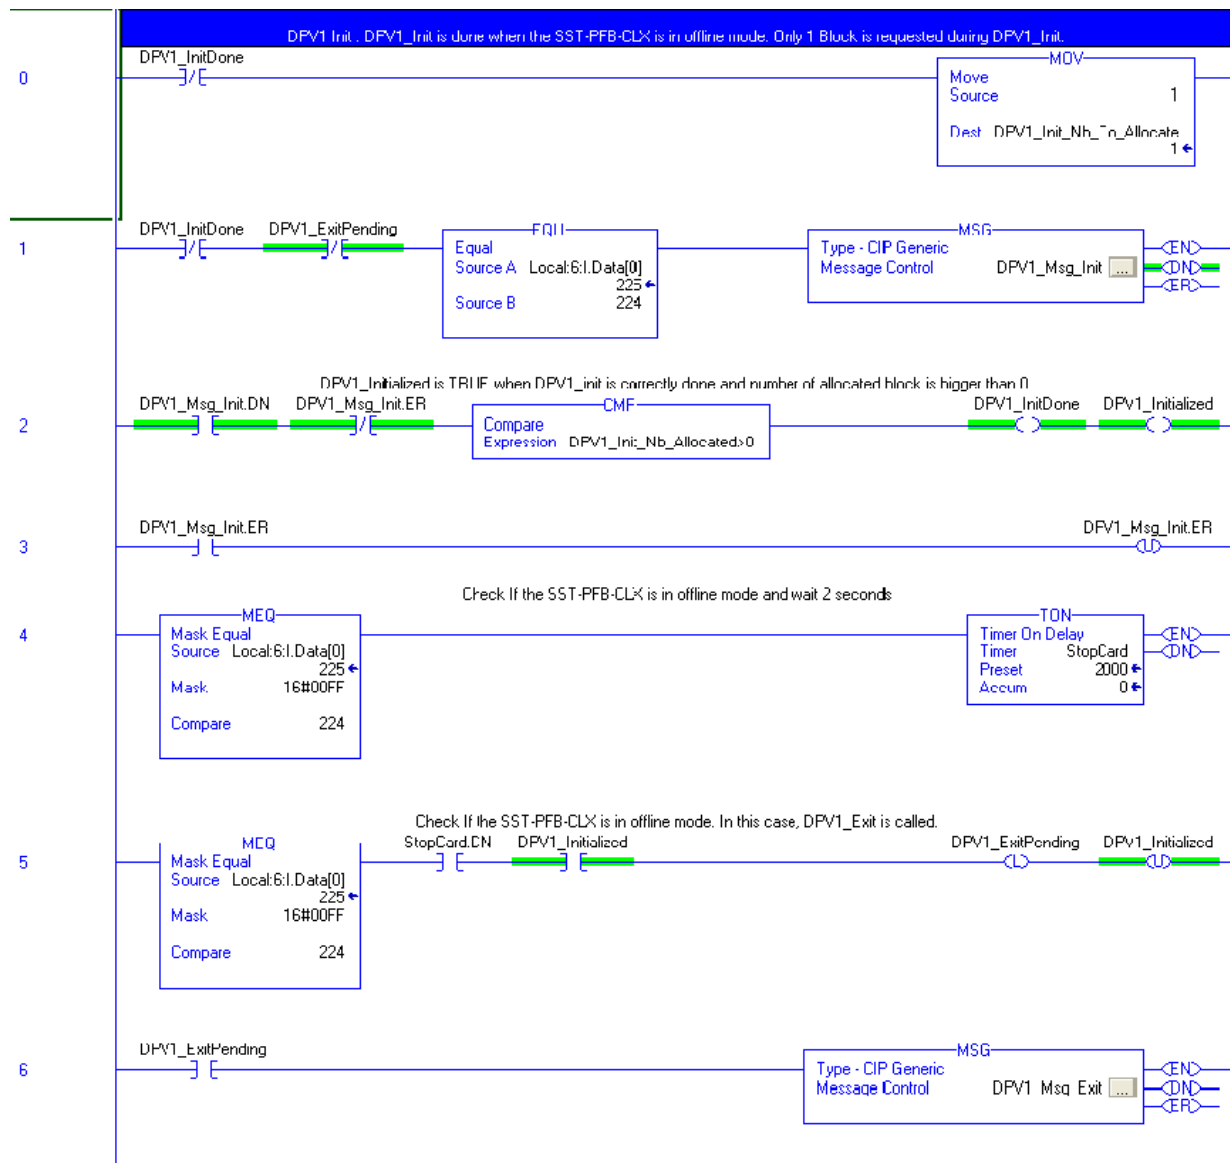 DPV1 Init . DPV1_Init is done when the SST-PFB-CLX is in offline mode. Only 1 Block is requested during DPV1_Init.
0
DPV1_InitDone
MOV
Move
Source 1
Dest DPV1_Init_Nb_To_Allocate
1
1
DPV1_InitDone DPV1_ExitPending
EQU
Equal
Source A Local:6:I.Data[0]
225
Source B 224
MSG
Type - CIP Generic
Message Control DPV1_Msg_Init ...
EN
DN
ER
DPV1_Initialized is TRUE when DPV1_init is correctly done and number of allocated block is bigger than 0
2
DPV1_Msg_Init.DN DPV1_Msg_Init.ER
CMP
Compare
Expression DPV1_Init_Nb_Allocated>0
DPV1_InitDone DPV1_Initialized
3
DPV1_Msg_Init.ER DPV1_Msg_Init.ER
U
Check If the SST-PFB-CLX is in offline mode and wait 2 seconds
4
MEQ
Mask Equal
Source Local:6:I.Data[0]
225
Mask 16#00FF
Compare 224
TON
Timer On Delay
Timer StopCard
Preset 2000
Accum 0
EN
DN
Check If the SST-PFB-CLX is in offline mode. In this case, DPV1_Exit is called.
5
MEQ
Mask Equal
Source Local:6:I.Data[0]
225
Mask 16#00FF
Compare 224
StopCard.DN DPV1_Initialized DPV1_ExitPending DPV1_Initialized
L U
6
DPV1_ExitPending
MSG
Type - CIP Generic
Message Control DPV1_Msg_Exit ...
EN
DN
ER